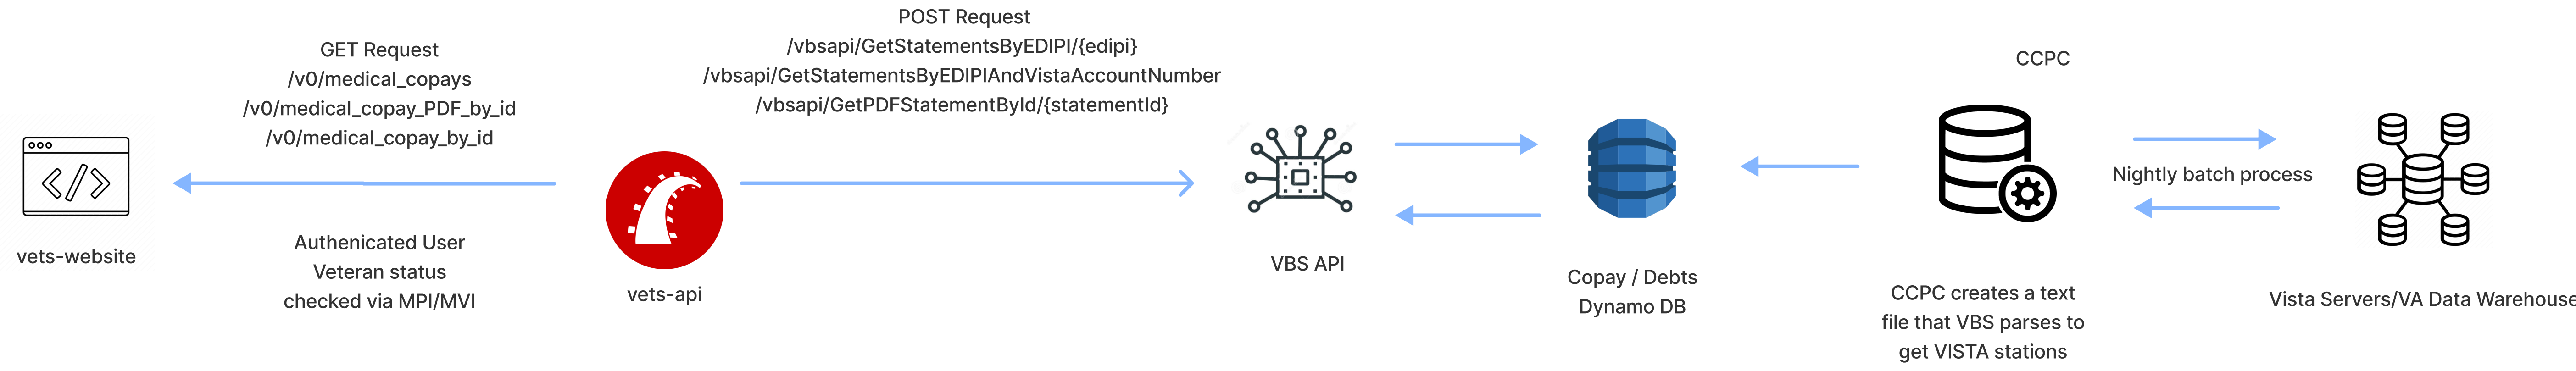 GET Request
/v0/medical_copays
/v0/medical_copay_PDF_by_id
/v0/medical_copay_by_id
vets-website
Authenicated User
Veteran status
checked via MPI/MVI
vets-api
POST Request
/vbsapi/GetStatementsByEDIPI/{edipi}
/vbsapi/GetStatementsByEDIPIAndVistaAccountNumber
/vbsapi/GetPDFStatementById/{statementId}
VBS API
Copay / Debts
Dynamo DB
CCPC
CCPC creates a text
file that VBS parses to
get VISTA stations
Nightly batch process
Vista Servers/VA Data Warehouse